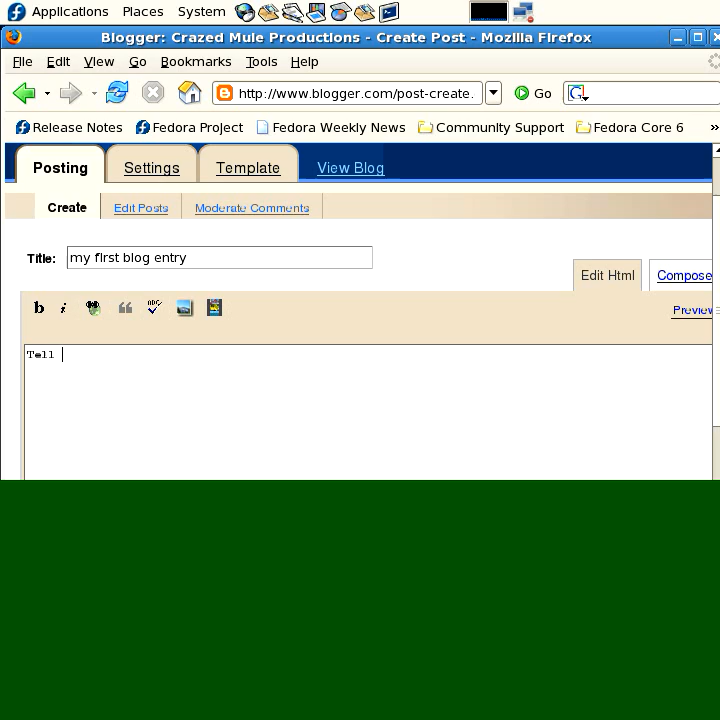 Applications Places System
Blogger: Crazed Mule Productions - Create Post - Mozilla Firefox
File Edit View Go Bookmarks Tools Help
http://www.blogger.com/post-create. Go
Release Notes Fedora Project Fedora Weekly News Community Support Fedora Core 6 »
Posting Settings Template View Blog
Create Edit Posts Moderate Comments
Title: my first blog entry
Edit Html Compose
b i ABC Preview
Tell